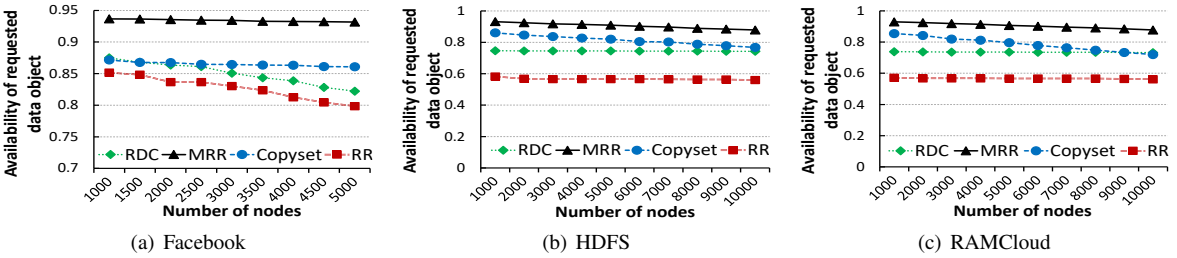 Availability of requested
data object
0.95
0.9
0.85
0.8
0.75
0.7
RDC MRR Copyset RR
1000 1500 2000 2500 3000 3500 4000 4500 5000
Number of nodes
(a) Facebook
Availability of requested
data object
1
0.8
0.6
0.4
0.2
0
RDC MRR Copyset RR
1000 2000 3000 4000 5000 6000 7000 8000 9000 10000
Number of nodes
(b) HDFS
Availability of requested
data object
1
0.8
0.6
0.4
0.2
0
RDC MRR Copyset RR
1000 2000 3000 4000 5000 6000 7000 8000 9000 10000
Number of nodes
(c) RAMCloud